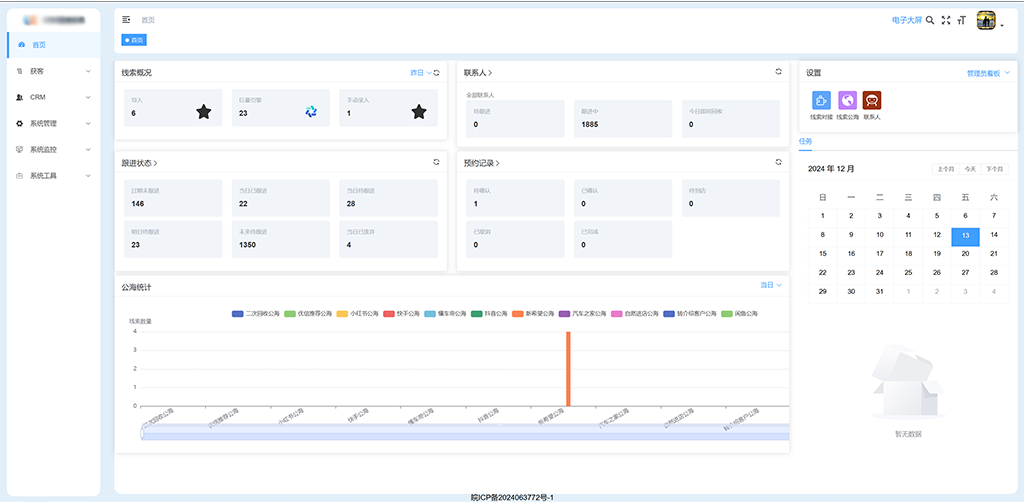 首页
电子大屏
首页
首页
获客
CRM
系统管理
系统监控
系统工具
线索概况
昨日
导入
6
巨量引擎
23
手动录入
1
联系人
全部联系人
待跟进
0
跟进中
1885
今日即将回收
0
设置
管理员看板
线索对接
线索公海
联系人
跟进状态
过期未跟进
146
当日已跟进
22
当日待跟进
28
明日待跟进
23
未来待跟进
1350
当日已放弃
4
预约记录
待确认
1
已确认
0
待到店
0
已取消
0
已完成
0
任务
2024 年 12 月
上个月
今天
下个月
日 一 二 三 四 五 六
1 2 3 4 5 6 7
8 9 10 11 12 13 14
15 16 17 18 19 20 21
22 23 24 25 26 27 28
29 30 31 1 2 3 4
暂无数据
公海统计
当日
二次回收公海 优信推荐公海 小红书公海 快手公海 懂车帝公海 抖音公海 新希望公海 汽车之家公海 自然进店公海 转介绍客户公海 闲鱼公海
线索数量
4
3
2
1
0
二次回收公海
优信推荐公海
小红书公海
快手公海
懂车帝公海
抖音公海
新希望公海
汽车之家公海
自然进店公海
转介绍客户公海
皖ICP备2024063772号-1